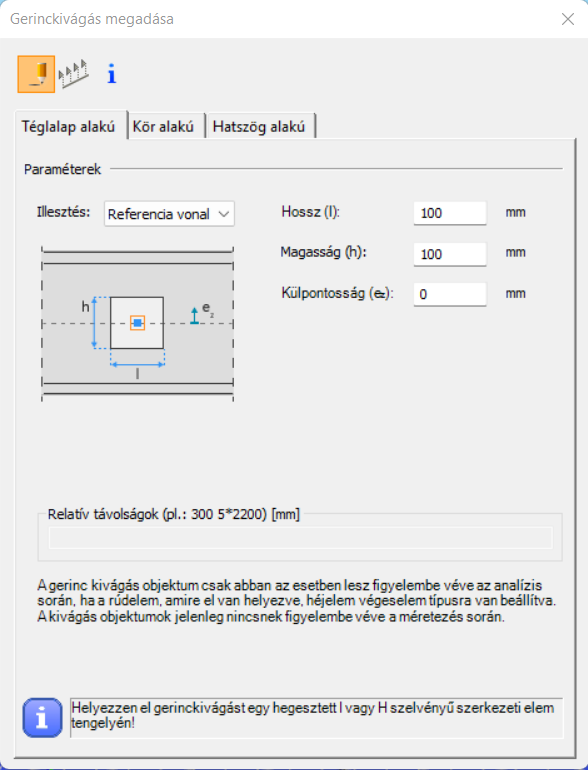 Gerinckivágás megadása
Téglalap alakú Kör alakú Hatszög alakú
Paraméterek
Illesztés: Referencia vonal Hossz (l): 100 mm
Magasság (h): 100 mm
Külpontosság (ez): 0 mm
h ez
l
Relatív távolságok (pl.: 300 5*2200) [mm]
A gerinc kivágás objektum csak abban az esetben lesz figyelembe véve az analízis
során, ha a rúdelem, amire el van helyezve, héjelem végeselem típusra van beállítva.
A kivágás objektumok jelenleg nincsnek figyelembe véve a méretezés során.
Helyezzen el gerinckivágást egy hegesztett I vagy H szelvényű szerkezeti elem
tengelyén!